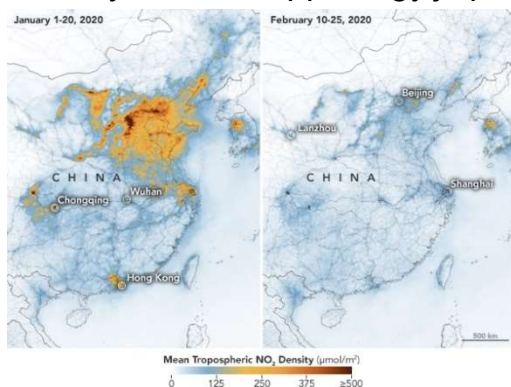 January 1-20, 2020
February 10-25, 2020
Beijing
Lanzhou
CHINA
CHINA
Wuhan
Chongqing
Shanghai
Hong Kong
500 km
Mean Tropospheric NO₂ Density (μmol/m²)
0 125 250 375 ≥500